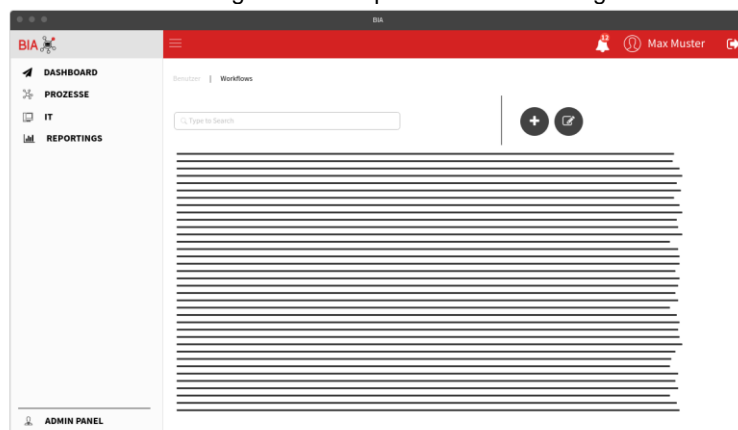 BIA
BIA
12
Max Muster
DASHBOARD
PROZESSE
IT
REPORTINGS
Benutzer | Workflows
Type to Search
ADMIN PANEL